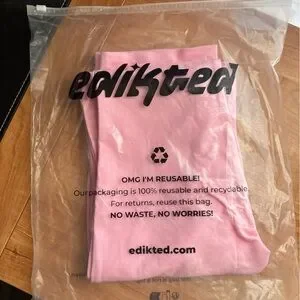 edikted
OMG I'M REUSABLE!
Our packaging is 100% reusable and recyclable.
For returns, reuse this bag.
NO WASTE, NO WORRIES!
edikted.com